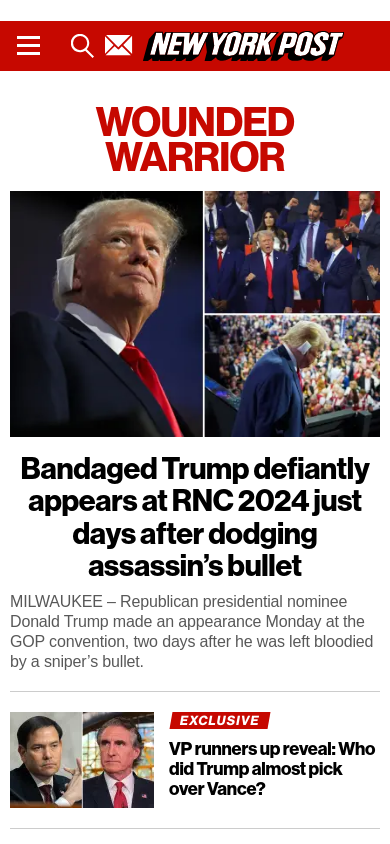 NEW YORK POST
WOUNDED
WARRIOR
Bandaged Trump defiantly
appears at RNC 2024 just
days after dodging
assassin’s bullet
MILWAUKEE – Republican presidential nominee
Donald Trump made an appearance Monday at the
GOP convention, two days after he was left bloodied
by a sniper’s bullet.
EXCLUSIVE
VP runners up reveal: Who
did Trump almost pick
over Vance?